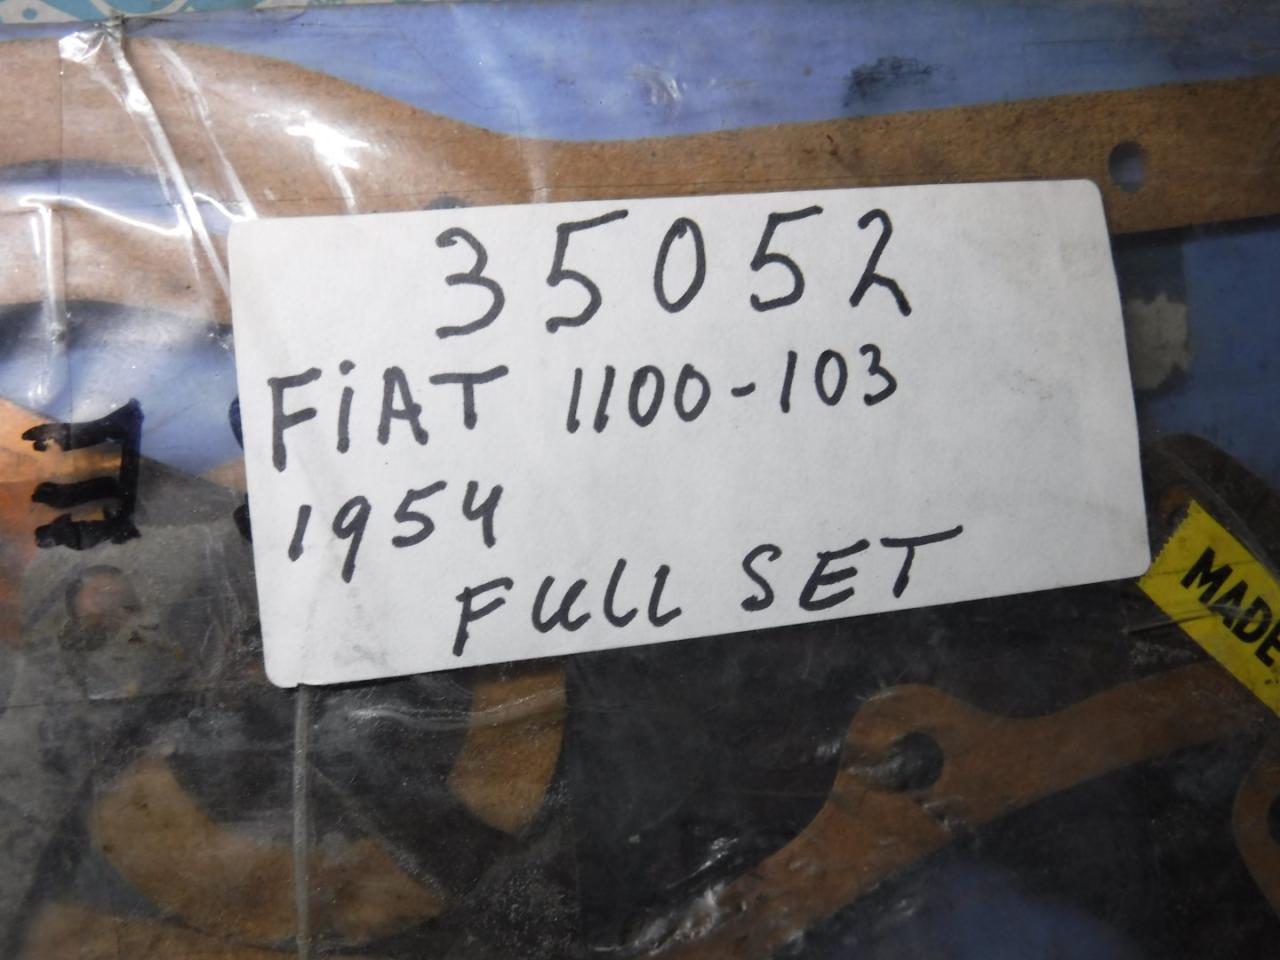 35052
FiAT 1100-103
1954
FULL SET
MADE